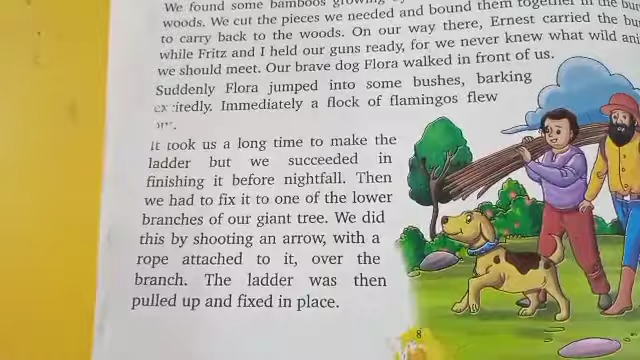 We found some bamboos growing
woods. We cut the pieces we needed and bound them together in the
to carry back to the woods. On our way there, Ernest carried the
while Fritz and I held our guns ready, for we never knew what wild
we should meet. Our brave dog Flora walked in front of us.
Suddenly Flora jumped into some bushes, barking
ex itedly. Immediately a flock of flamingos flew
It took us a long time to make the
ladder but we succeeded in
finishing it before nightfall. Then
we had to fix it to one of the lower
branches of our giant tree. We did
this by shooting an arrow, with a
rope attached to it, over the
branch. The ladder was then
pulled up and fixed in place.
8